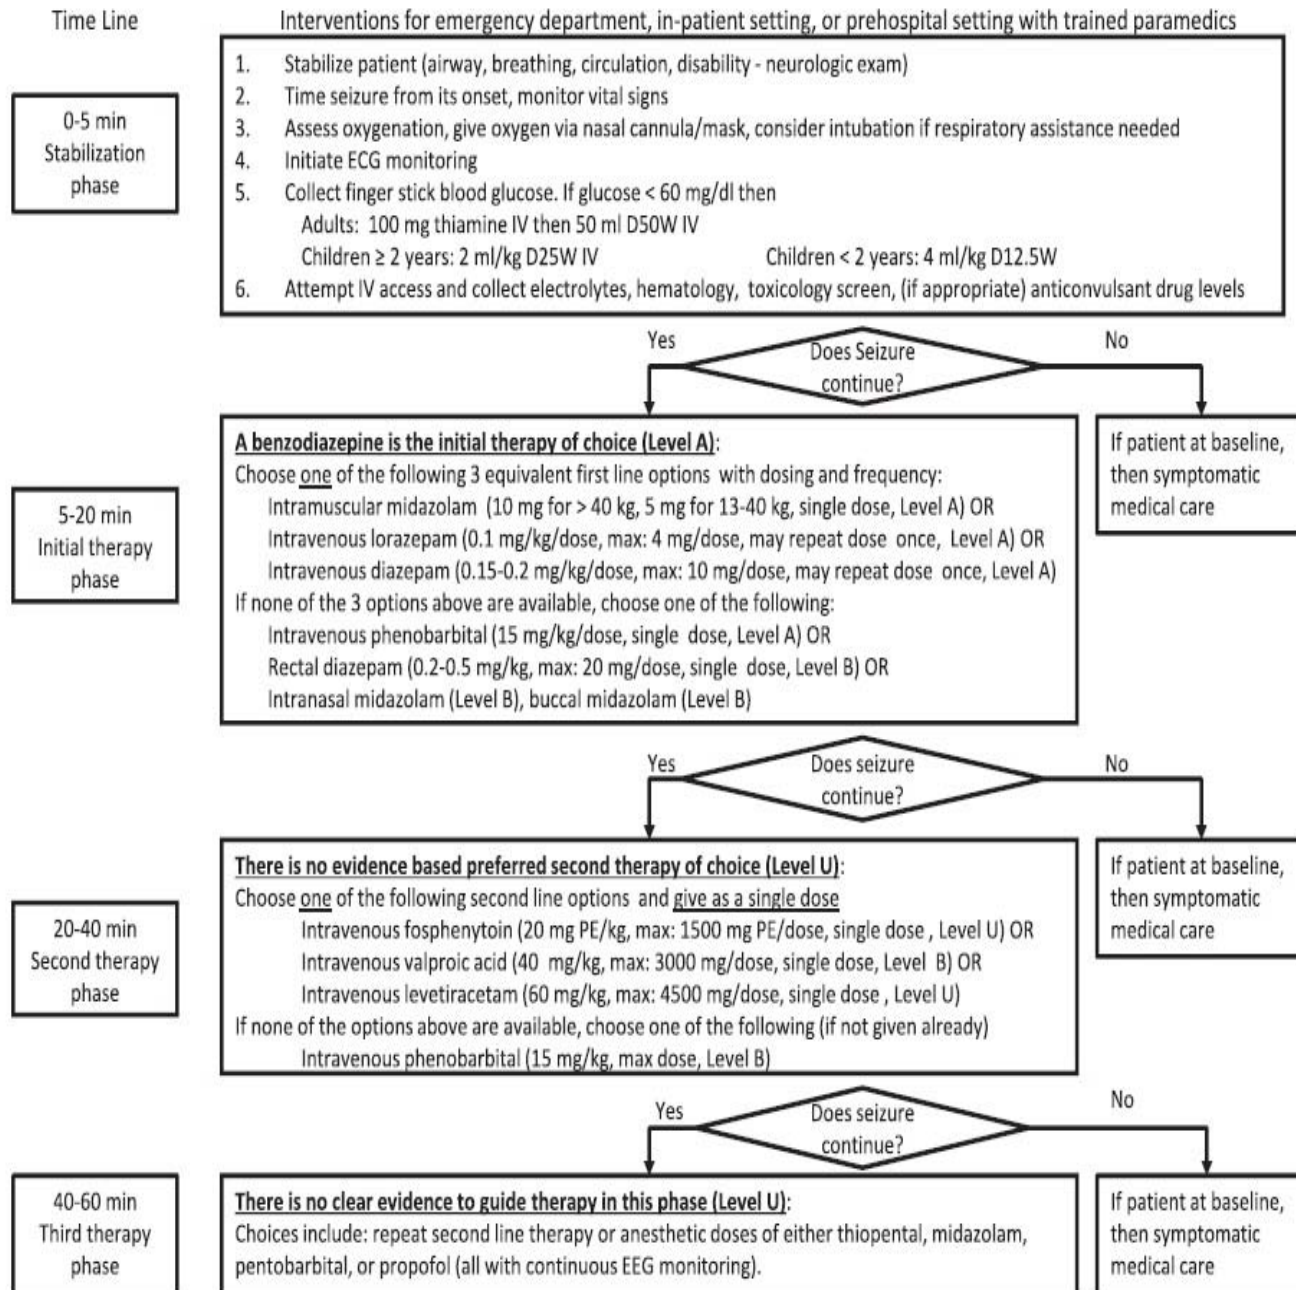 Time Line
Interventions for emergency department, in-patient setting, or prehospital setting with trained paramedics
0-5 min
Stabilization
phase
1. Stabilize patient (airway, breathing, circulation, disability - neurologic exam)
2. Time seizure from its onset, monitor vital signs
3. Assess oxygenation, give oxygen via nasal cannula/mask, consider intubation if respiratory assistance needed
4. Initiate ECG monitoring
5. Collect finger stick blood glucose. If glucose < 60 mg/dl then
Adults: 100 mg thiamine IV then 50 ml D50W IV
Children ≥ 2 years: 2 ml/kg D25W IV Children < 2 years: 4 ml/kg D12.5W
6. Attempt IV access and collect electrolytes, hematology, toxicology screen, (if appropriate) anticonvulsant drug levels
Yes
Does Seizure
continue?
No
5-20 min
Initial therapy
phase
A benzodiazepine is the initial therapy of choice (Level A):
Choose one of the following 3 equivalent first line options with dosing and frequency:
Intramuscular midazolam (10 mg for > 40 kg, 5 mg for 13-40 kg, single dose, Level A) OR
Intravenous lorazepam (0.1 mg/kg/dose, max: 4 mg/dose, may repeat dose once, Level A) OR
Intravenous diazepam (0.15-0.2 mg/kg/dose, max: 10 mg/dose, may repeat dose once, Level A)
If none of the 3 options above are available, choose one of the following:
Intravenous phenobarbital (15 mg/kg/dose, single dose, Level A) OR
Rectal diazepam (0.2-0.5 mg/kg, max: 20 mg/dose, single dose, Level B) OR
Intranasal midazolam (Level B), buccal midazolam (Level B)
If patient at baseline,
then symptomatic
medical care
Yes
Does seizure
continue?
No
20-40 min
Second therapy
phase
There is no evidence based preferred second therapy of choice (Level U):
Choose one of the following second line options and give as a single dose
Intravenous fosphenytoin (20 mg PE/kg, max: 1500 mg PE/dose, single dose , Level U) OR
Intravenous valproic acid (40 mg/kg, max: 3000 mg/dose, single dose, Level B) OR
Intravenous levetiracetam (60 mg/kg, max: 4500 mg/dose, single dose , Level U)
If none of the options above are available, choose one of the following (if not given already)
Intravenous phenobarbital (15 mg/kg, max dose, Level B)
If patient at baseline,
then symptomatic
medical care
Yes
Does seizure
continue?
No
40-60 min
Third therapy
phase
There is no clear evidence to guide therapy in this phase (Level U):
Choices include: repeat second line therapy or anesthetic doses of either thiopental, midazolam,
pentobarbital, or propofol (all with continuous EEG monitoring).
If patient at baseline,
then symptomatic
medical care